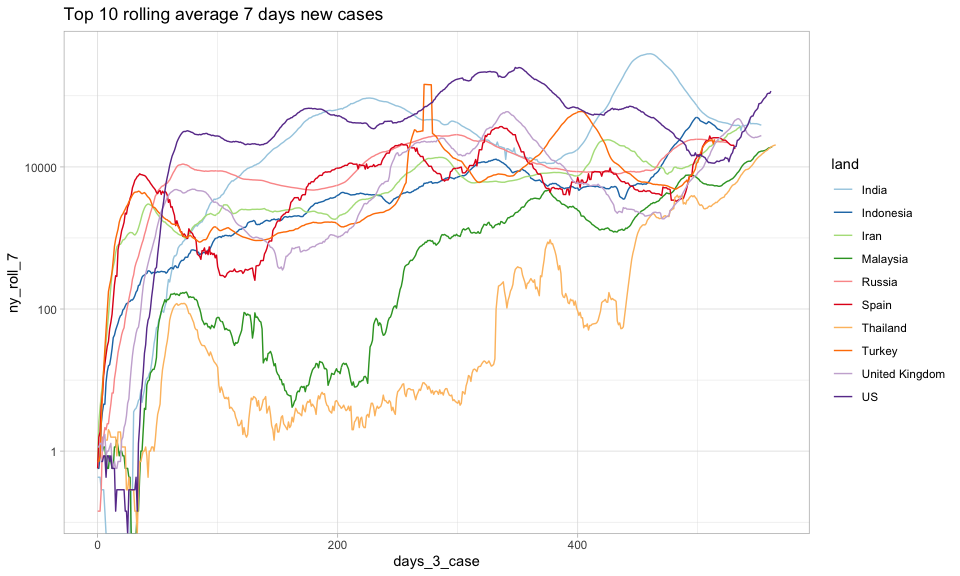 Top 10 rolling average 7 days new cases
ny_roll_7
10000
100
1
0
200
400
days_3_case
land
India
Indonesia
Iran
Malaysia
Russia
Spain
Thailand
Turkey
United Kingdom
US